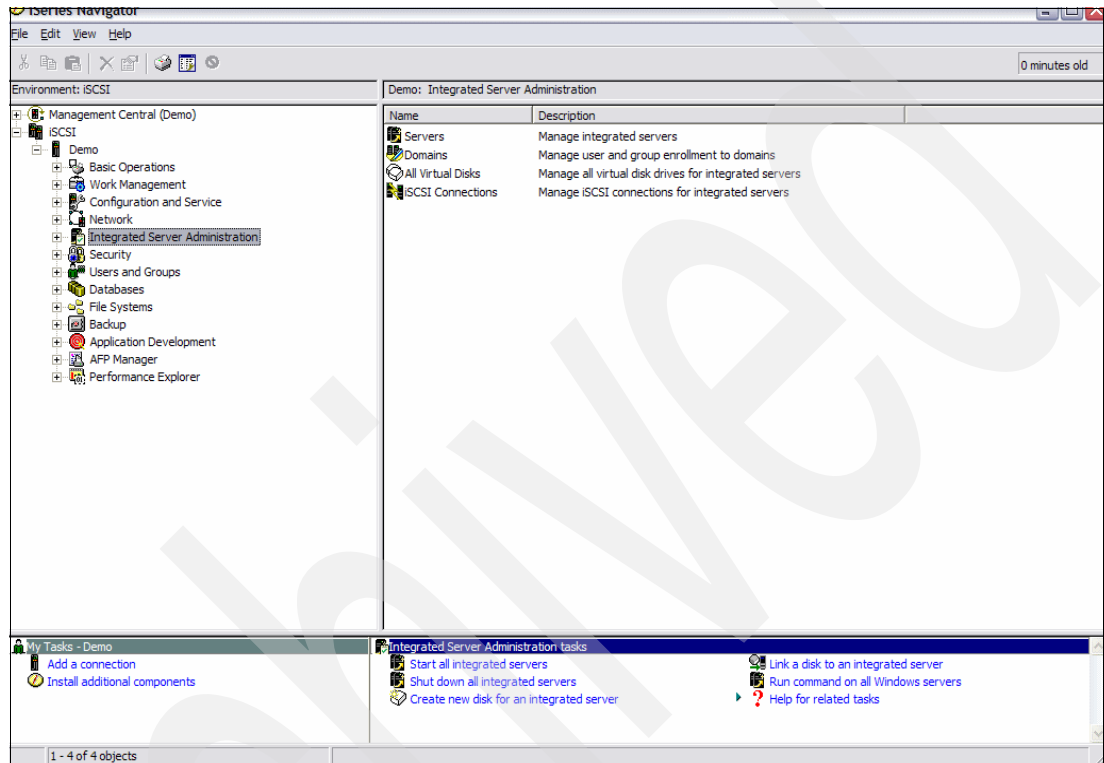 iSeries Navigator
File Edit View Help
0 minutes old
Environment: iSCSI
Demo: Integrated Server Administration
Management Central (Demo)
iSCSI
Demo
Basic Operations
Work Management
Configuration and Service
Network
Integrated Server Administration
Security
Users and Groups
Databases
File Systems
Backup
Application Development
AFP Manager
Performance Explorer
Name Description
Servers Manage integrated servers
Domains Manage user and group enrollment to domains
All Virtual Disks Manage all virtual disk drives for integrated servers
iSCSI Connections Manage iSCSI connections for integrated servers
My Tasks - Demo
Add a connection
Install additional components
Integrated Server Administration tasks
Start all integrated servers
Shut down all integrated servers
Create new disk for an integrated server
Link a disk to an integrated server
Run command on all Windows servers
Help for related tasks
1 - 4 of 4 objects